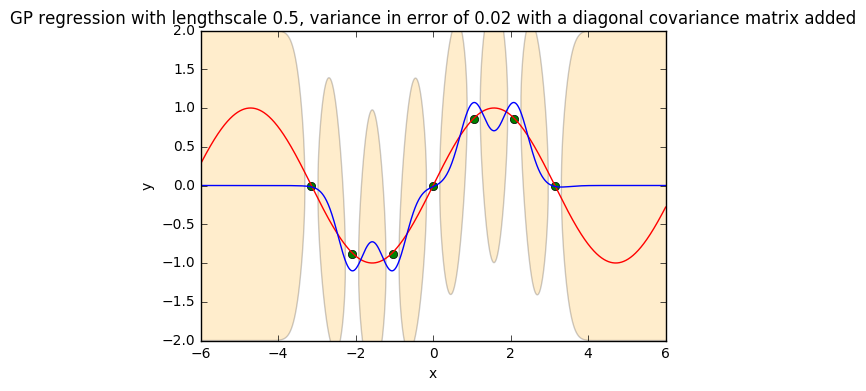 GP regression with lengthscale 0.5, variance in error of 0.02 with a diagonal covariance matrix added
2.0
1.5
1.0
0.5
0.0
−0.5
−1.0
−1.5
−2.0
y
−6 −4 −2 0 2 4 6
x